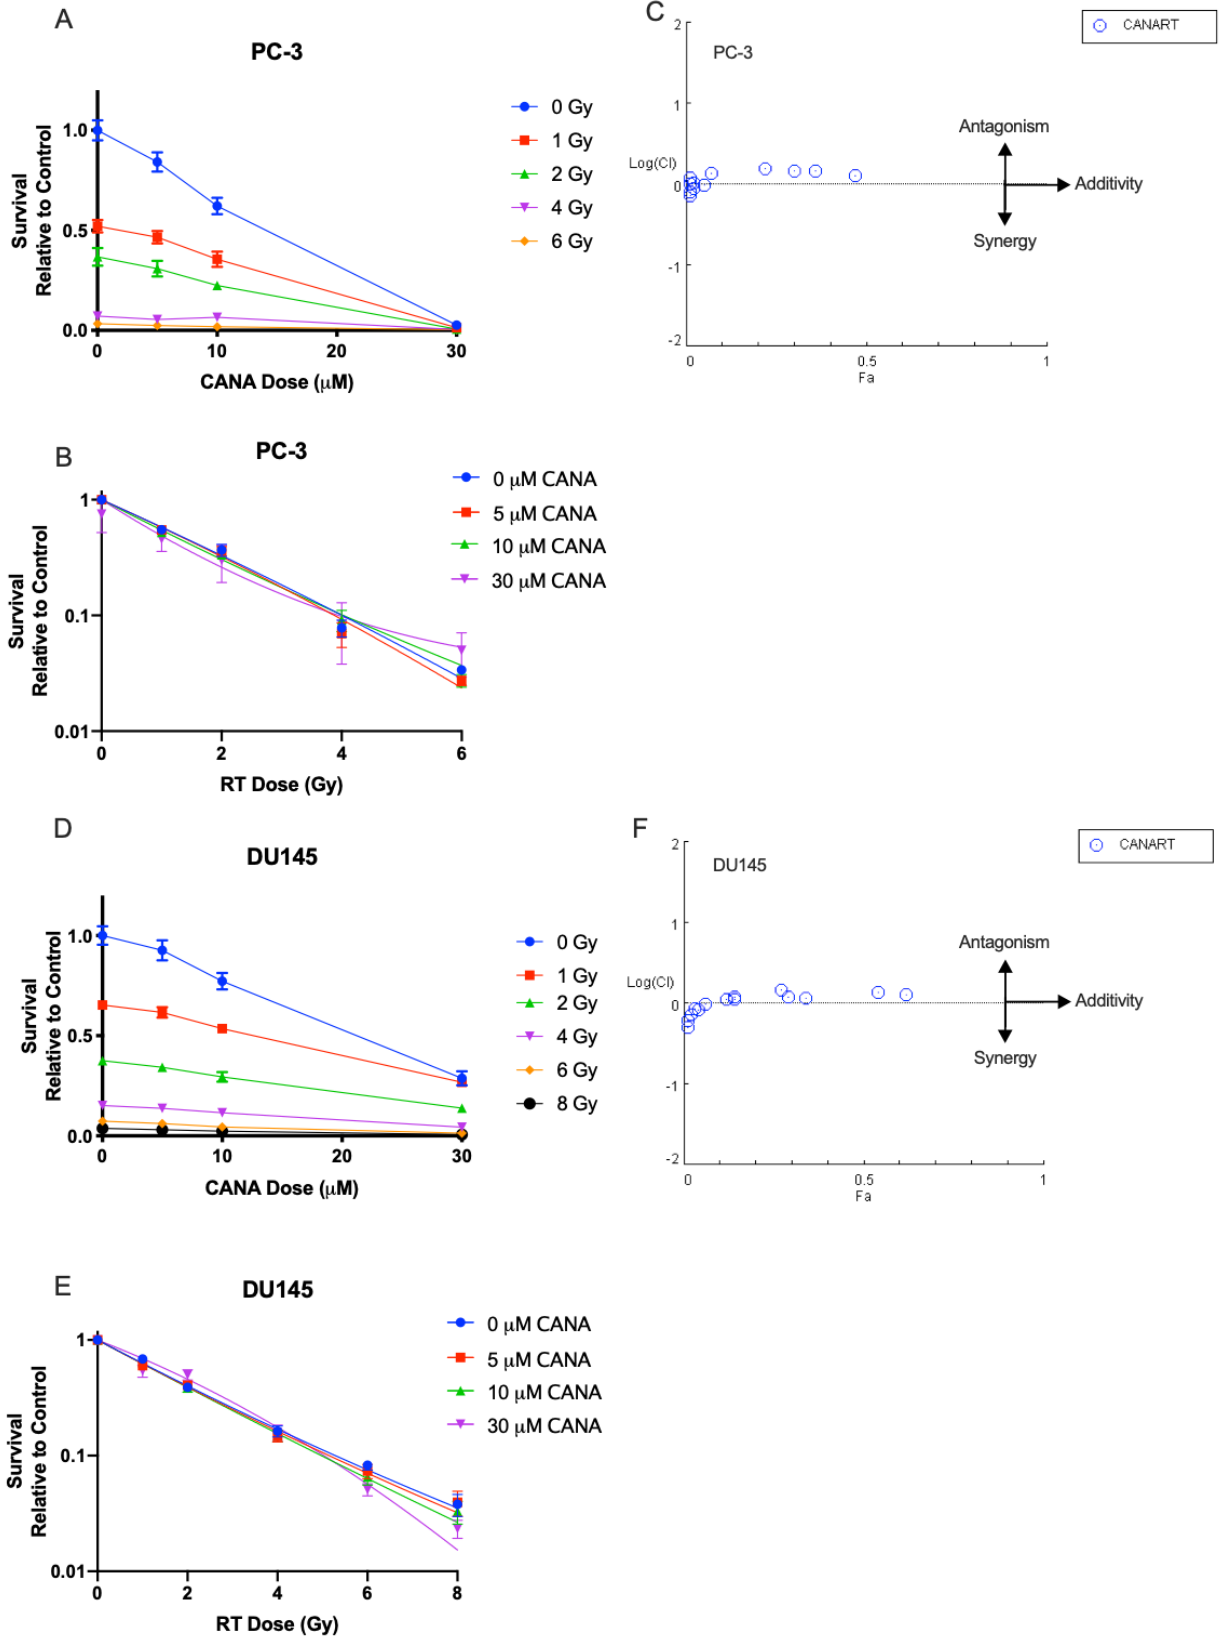 A
PC-3
Survival
Relative to Control
1.0
0.5
0.0
0 10 20 30
CANA Dose (μM)
0 Gy
1 Gy
2 Gy
4 Gy
6 Gy
C
PC-3
CANART
2
1
0
-1
-2
Log(CI)
0 0.5 1
Fa
Antagonism
Additivity
Synergy
B
PC-3
Survival
Relative to Control
1
0.1
0.01
0 2 4 6
RT Dose (Gy)
0 μM CANA
5 μM CANA
10 μM CANA
30 μM CANA
D
DU145
Survival
Relative to Control
1.0
0.5
0.0
0 10 20 30
CANA Dose (μM)
0 Gy
1 Gy
2 Gy
4 Gy
6 Gy
8 Gy
F
DU145
CANART
2
1
0
-1
-2
Log(CI)
0 0.5 1
Fa
Antagonism
Additivity
Synergy
E
DU145
Survival
Relative to Control
1
0.1
0.01
0 2 4 6 8
RT Dose (Gy)
0 μM CANA
5 μM CANA
10 μM CANA
30 μM CANA